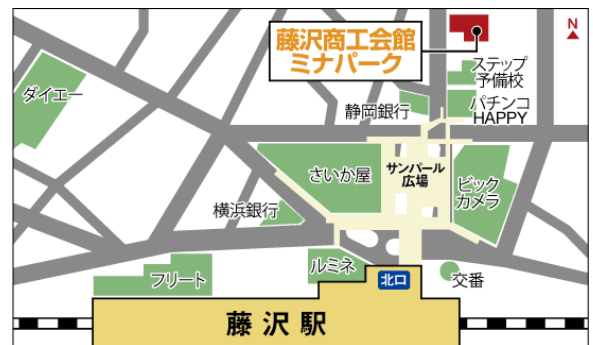 藤沢商工会館
ミナパーク
N
ステップ
予備校
ダイエー
静岡銀行
パチンコ
HAPPY
さいか屋
サンパール
広場
ビック
カメラ
横浜銀行
フリート
ルミネ
北口
交番
藤沢駅